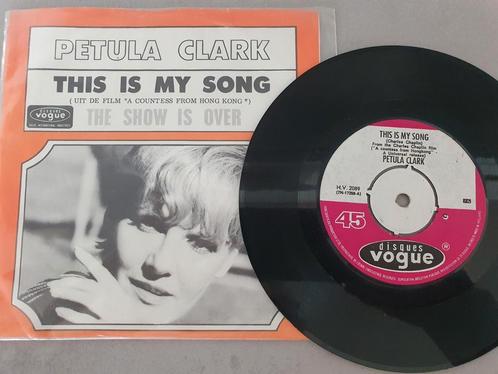 PETULA CLARK
THIS IS MY SONG
( UIT DE FILM "A COUNTESS FROM HONG KONG" )
THE SHOW IS OVER
disques
vogue
THIS IS MY SONG
(Charles Chaplin)
From the Charles Chaplin film
("A countess from Hongkong" -
A Universal release)
PETULA CLARK
H.V. 2089
45
disques
vogue